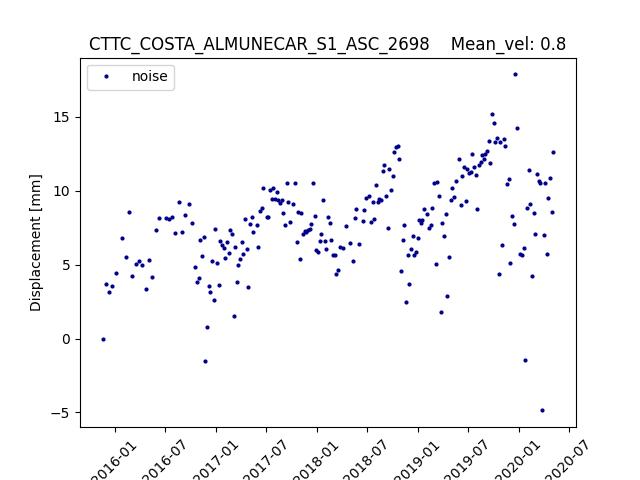 CTTC_COSTA_ALMUNECAR_S1_ASC_2698    Mean_vel: 0.8
noise
Displacement [mm]
15
10
5
0
−5
2016-01 2016-07 2017-01 2017-07 2018-01 2018-07 2019-01 2019-07 2020-01 2020-07